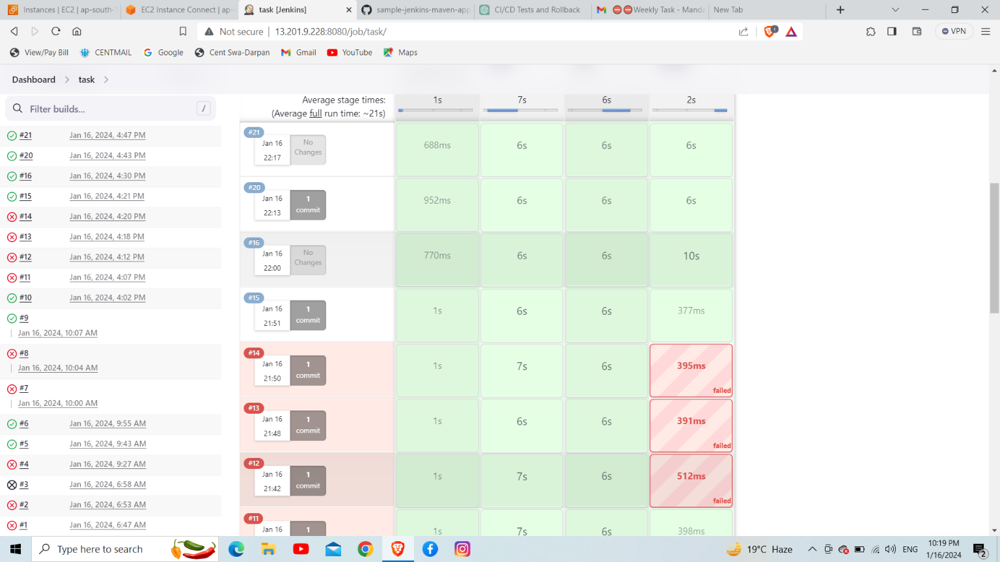 Instances | EC2 | ap-south-1
EC2 Instance Connect | ap-s
task [Jenkins]
sample-jenkins-maven-app
CI/CD Tests and Rollback
Weekly Task - Manda
New Tab
Not secure
13.201.9.228:8080/job/task/
1
VPN
View/Pay Bill
CENTMAIL
Google
Cent Swa-Darpan
Gmail
YouTube
Maps
Dashboard
task
Filter builds...
/
#21 Jan 16, 2024, 4:47 PM
#20 Jan 16, 2024, 4:43 PM
#16 Jan 16, 2024, 4:30 PM
#15 Jan 16, 2024, 4:21 PM
#14 Jan 16, 2024, 4:20 PM
#13 Jan 16, 2024, 4:18 PM
#12 Jan 16, 2024, 4:12 PM
#11 Jan 16, 2024, 4:07 PM
#10 Jan 16, 2024, 4:02 PM
#9
Jan 16, 2024, 10:07 AM
#8
Jan 16, 2024, 10:04 AM
#7
Jan 16, 2024, 10:00 AM
#6 Jan 16, 2024, 9:55 AM
#5 Jan 16, 2024, 9:43 AM
#4 Jan 16, 2024, 9:27 AM
#3 Jan 16, 2024, 6:58 AM
#2 Jan 16, 2024, 6:53 AM
#1 Jan 16, 2024, 6:47 AM
Average stage times: 1s 7s 6s 2s
(Average full run time: ~21s)
#21
Jan 16 No
22:17 Changes
688ms 6s 6s 6s
#20
Jan 16 1
22:13 commit
952ms 6s 6s 6s
#16
Jan 16 No
22:00 Changes
770ms 6s 6s 10s
#15
Jan 16 1
21:51 commit
1s 6s 6s 377ms
#14
Jan 16 1
21:50 commit
1s 7s 6s 395ms
failed
#13
Jan 16 1
21:48 commit
1s 6s 6s 391ms
failed
#12
Jan 16 1
21:42 commit
1s 7s 6s 512ms
failed
#11
Jan 16 1
1s 7s 6s 398ms
Type here to search
19°C Haze
ENG
10:19 PM
1/16/2024
2